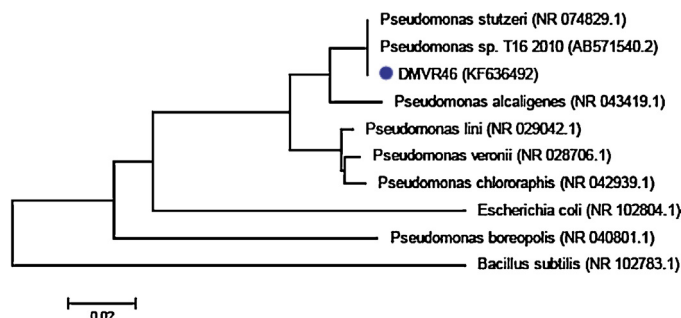 Pseudomonas stutzeri (NR 074829.1)
Pseudomonas sp. T16 2010 (AB571540.2)
DMVR46 (KF636492)
Pseudomonas alcaligenes (NR 043419.1)
Pseudomonas lini (NR 029042.1)
Pseudomonas veronii (NR 028706.1)
Pseudomonas chlororaphis (NR 042939.1)
Escherichia coli (NR 102804.1)
Pseudomonas boreopolis (NR 040801.1)
Bacillus subtilis (NR 102783.1)
0.02